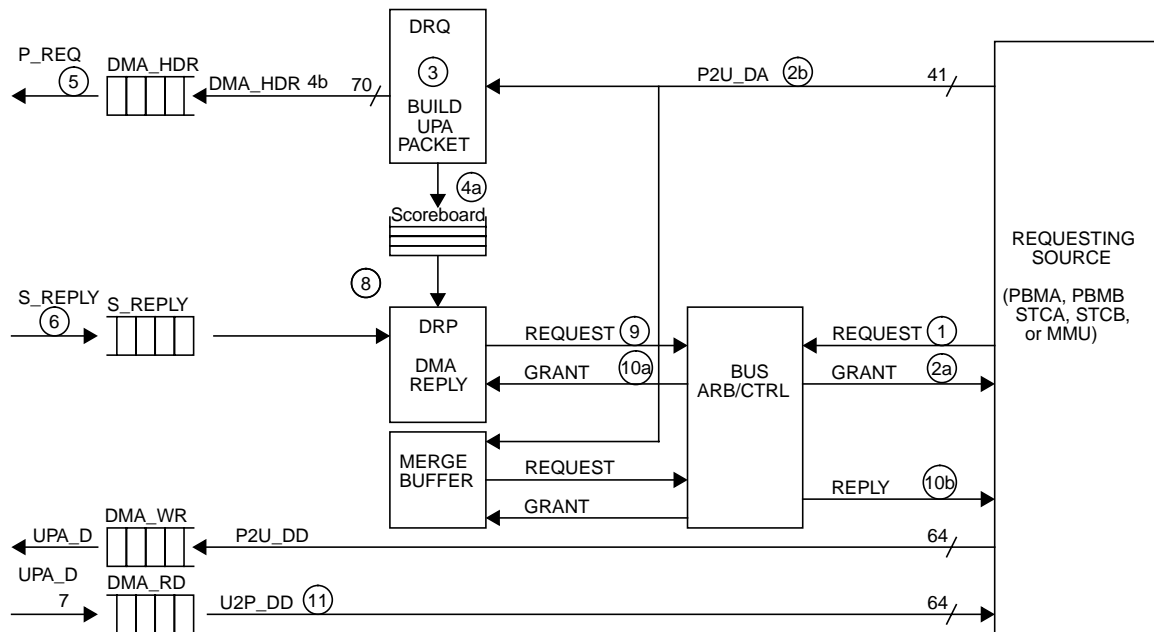 DRQ
P_REQ
5
DMA_HDR
DMA_HDR 4b
70
3
BUILD
UPA
PACKET
P2U_DA 2b
41
4a
Scoreboard
8
REQUESTING
SOURCE
(PBMA, PBMB
STCA, STCB,
or MMU)
S_REPLY
6
S_REPLY
DRP
DMA
REPLY
REQUEST 9
REQUEST 1
GRANT 10a
BUS
ARB/CTRL
GRANT 2a
MERGE
BUFFER
REQUEST
GRANT
REPLY 10b
DMA_WR
UPA_D
P2U_DD
64
UPA_D
7
DMA_RD
U2P_DD 11
64